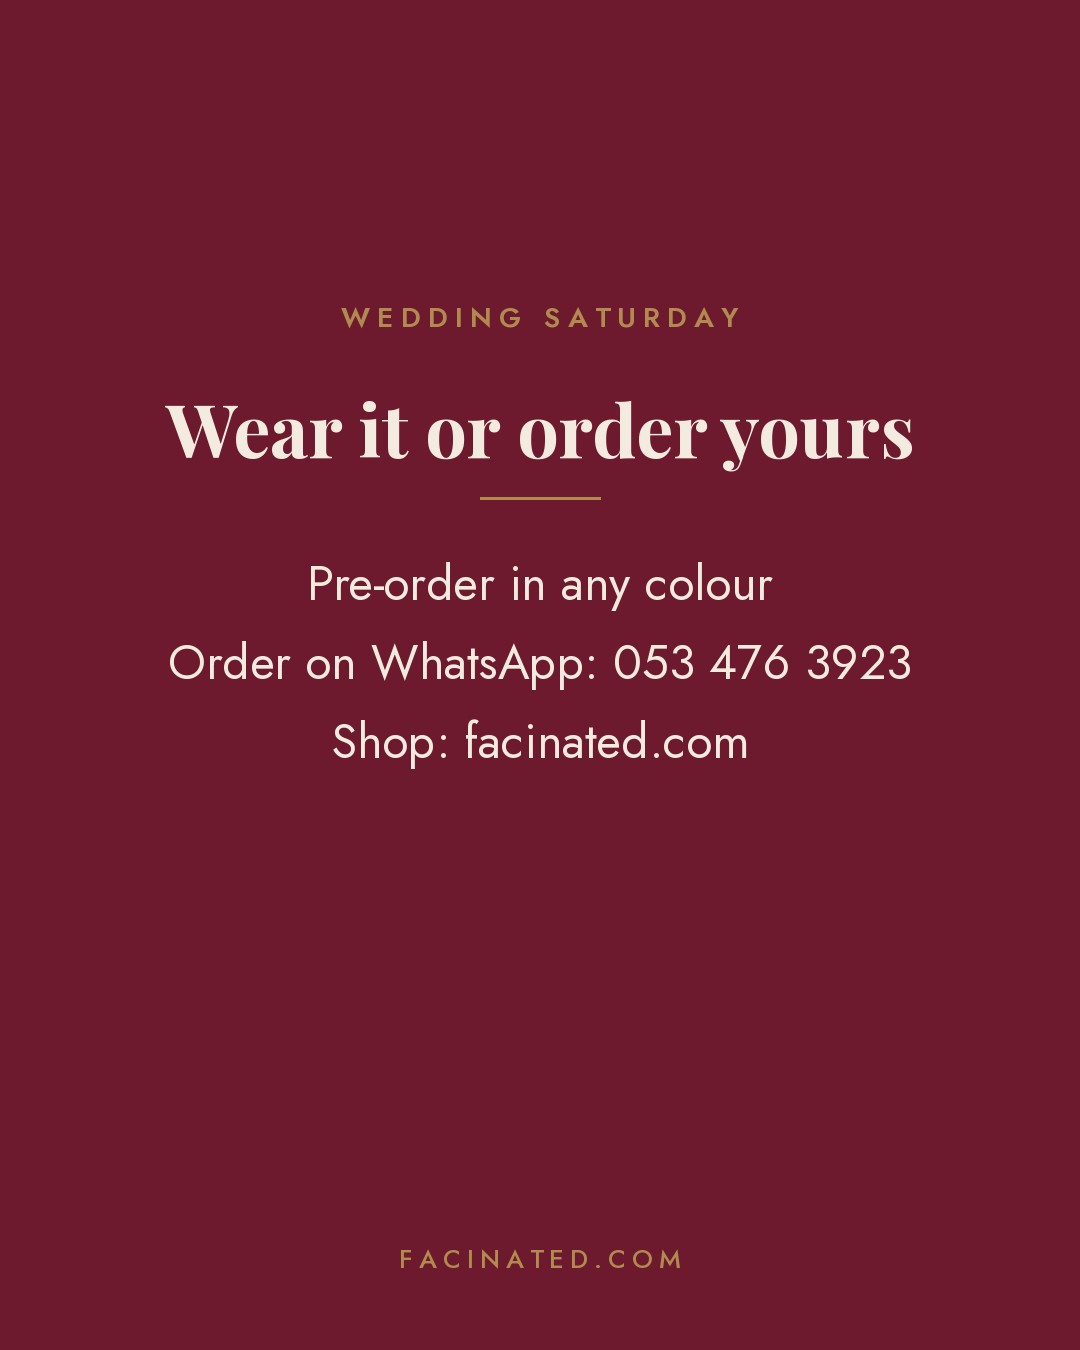 WEDDING SATURDAY
Wear it or order yours
Pre-order in any colour
Order on WhatsApp: 053 476 3923
Shop: facinated.com
FACINATED.COM